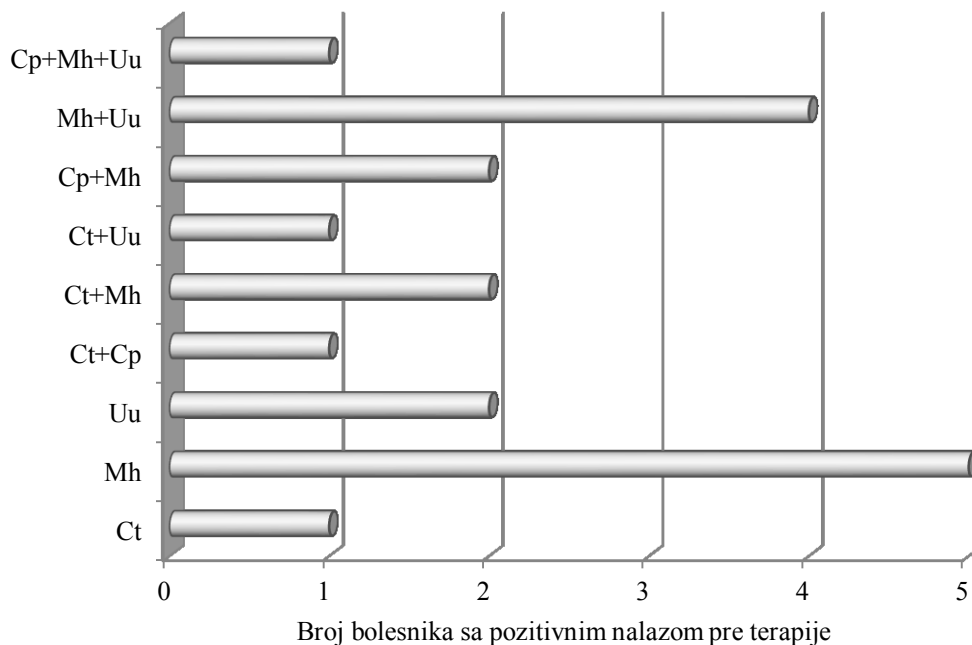 Cp+Mh+Uu
Mh+Uu
Cp+Mh
Ct+Uu
Ct+Mh
Ct+Cp
Uu
Mh
Ct
0 1 2 3 4 5
Broj bolesnika sa pozitivnim nalazom pre terapije